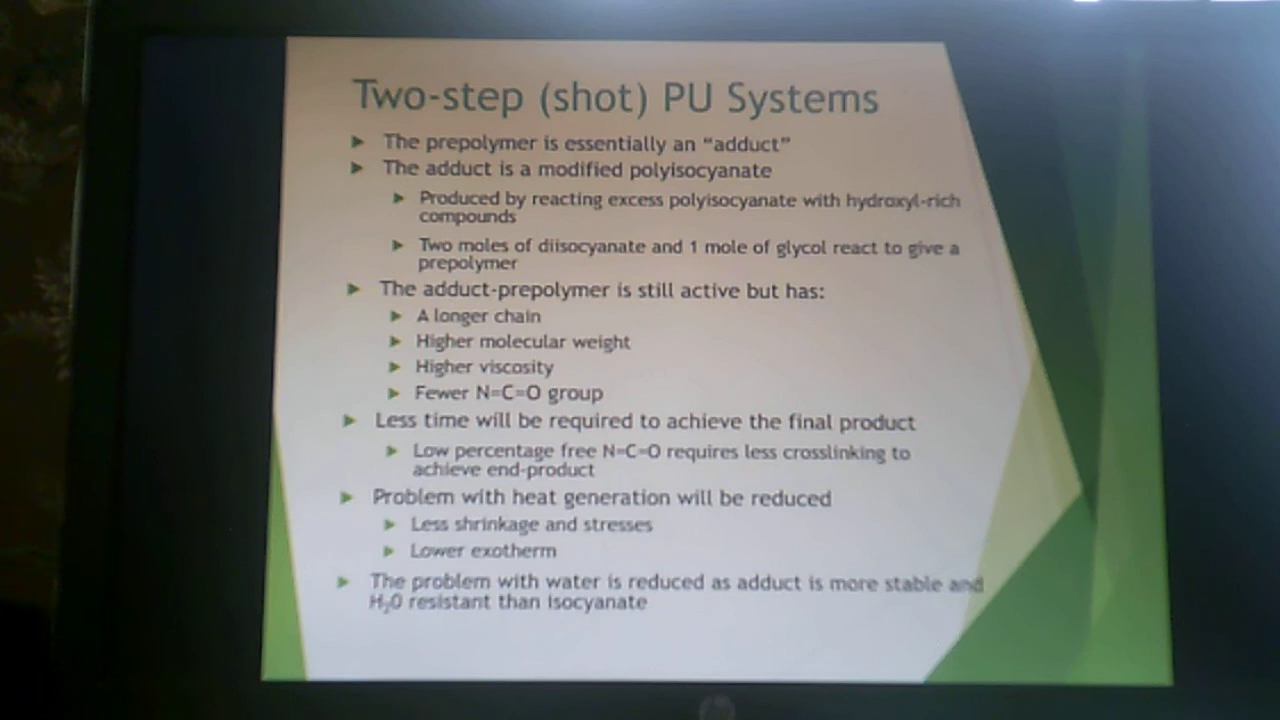 Two-step (shot) PU Systems
The prepolymer is essentially an “adduct”
The adduct is a modified polyisocyanate
Produced by reacting excess polyisocyanate with hydroxyl-rich
compounds
Two moles of diisocyanate and 1 mole of glycol react to give a
prepolymer
The adduct-prepolymer is still active but has:
A longer chain
Higher molecular weight
Higher viscosity
Fewer N=C=O group
Less time will be required to achieve the final product
Low percentage free N=C=O requires less crosslinking to
achieve end-product
Problem with heat generation will be reduced
Less shrinkage and stresses
Lower exotherm
The problem with water is reduced as adduct is more stable and
H₂O resistant than isocyanate